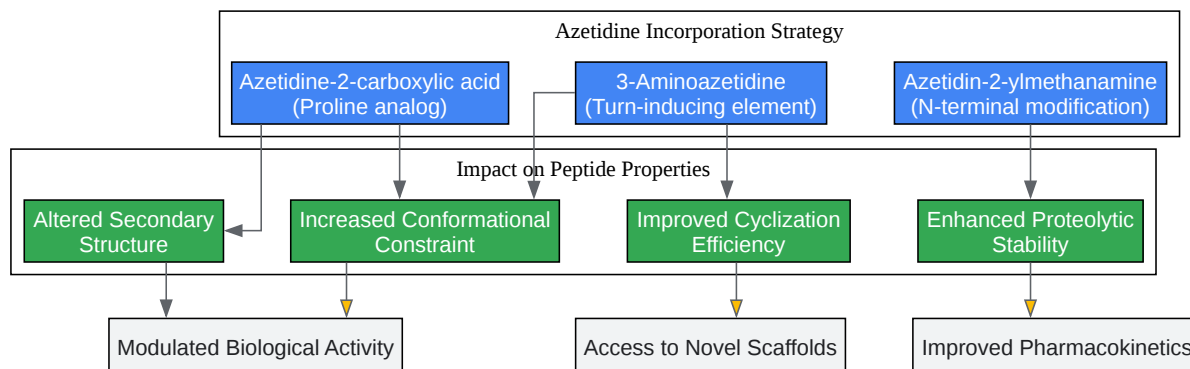 Azetidine Incorporation Strategy
Azetidine-2-carboxylic acid
(Proline analog)
3-Aminoazetidine
(Turn-inducing element)
Azetidin-2-ylmethanamine
(N-terminal modification)
Impact on Peptide Properties
Altered Secondary
Structure
Increased Conformational
Constraint
Improved Cyclization
Efficiency
Enhanced Proteolytic
Stability
Modulated Biological Activity
Access to Novel Scaffolds
Improved Pharmacokinetics